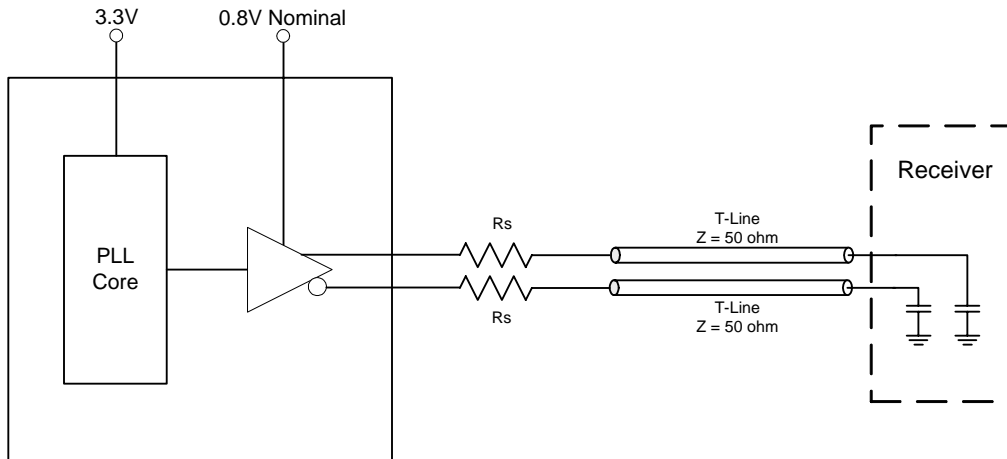 3.3V
0.8V Nominal
PLL
Core
Rs
Rs
T-Line
Z = 50 ohm
T-Line
Z = 50 ohm
Receiver